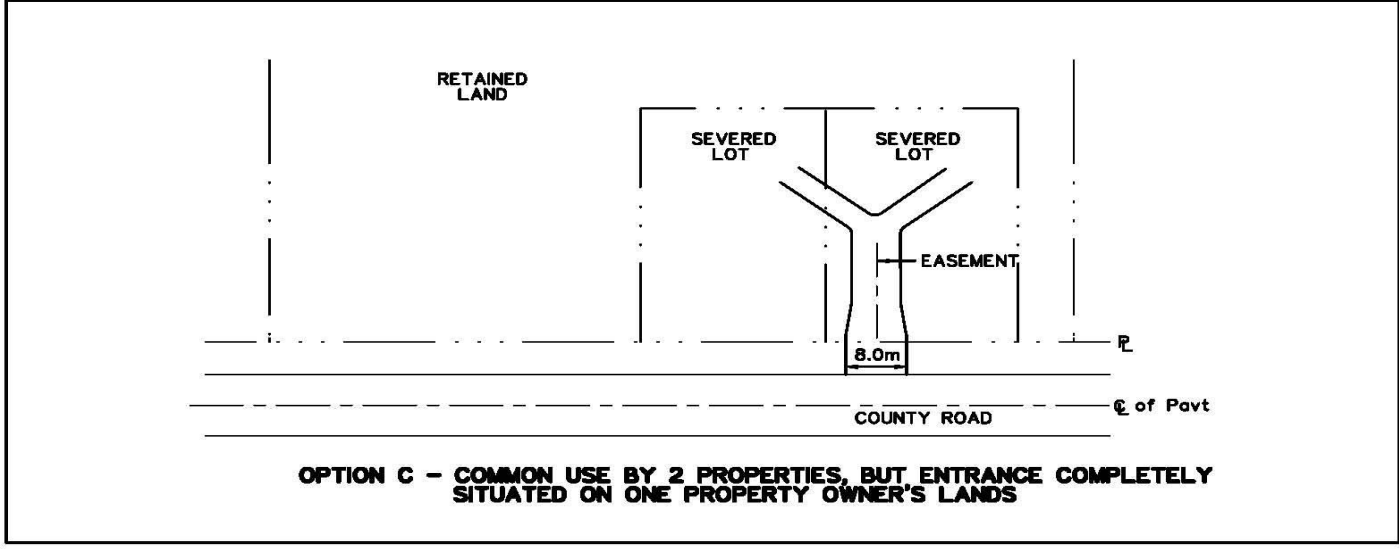 RETAINED
LAND
SEVERED
LOT
SEVERED
LOT
EASEMENT
PL
8.0m
CL of Pavt
COUNTY ROAD
OPTION C - COMMON USE BY 2 PROPERTIES, BUT ENTRANCE COMPLETELY
SITUATED ON ONE PROPERTY OWNER'S LANDS